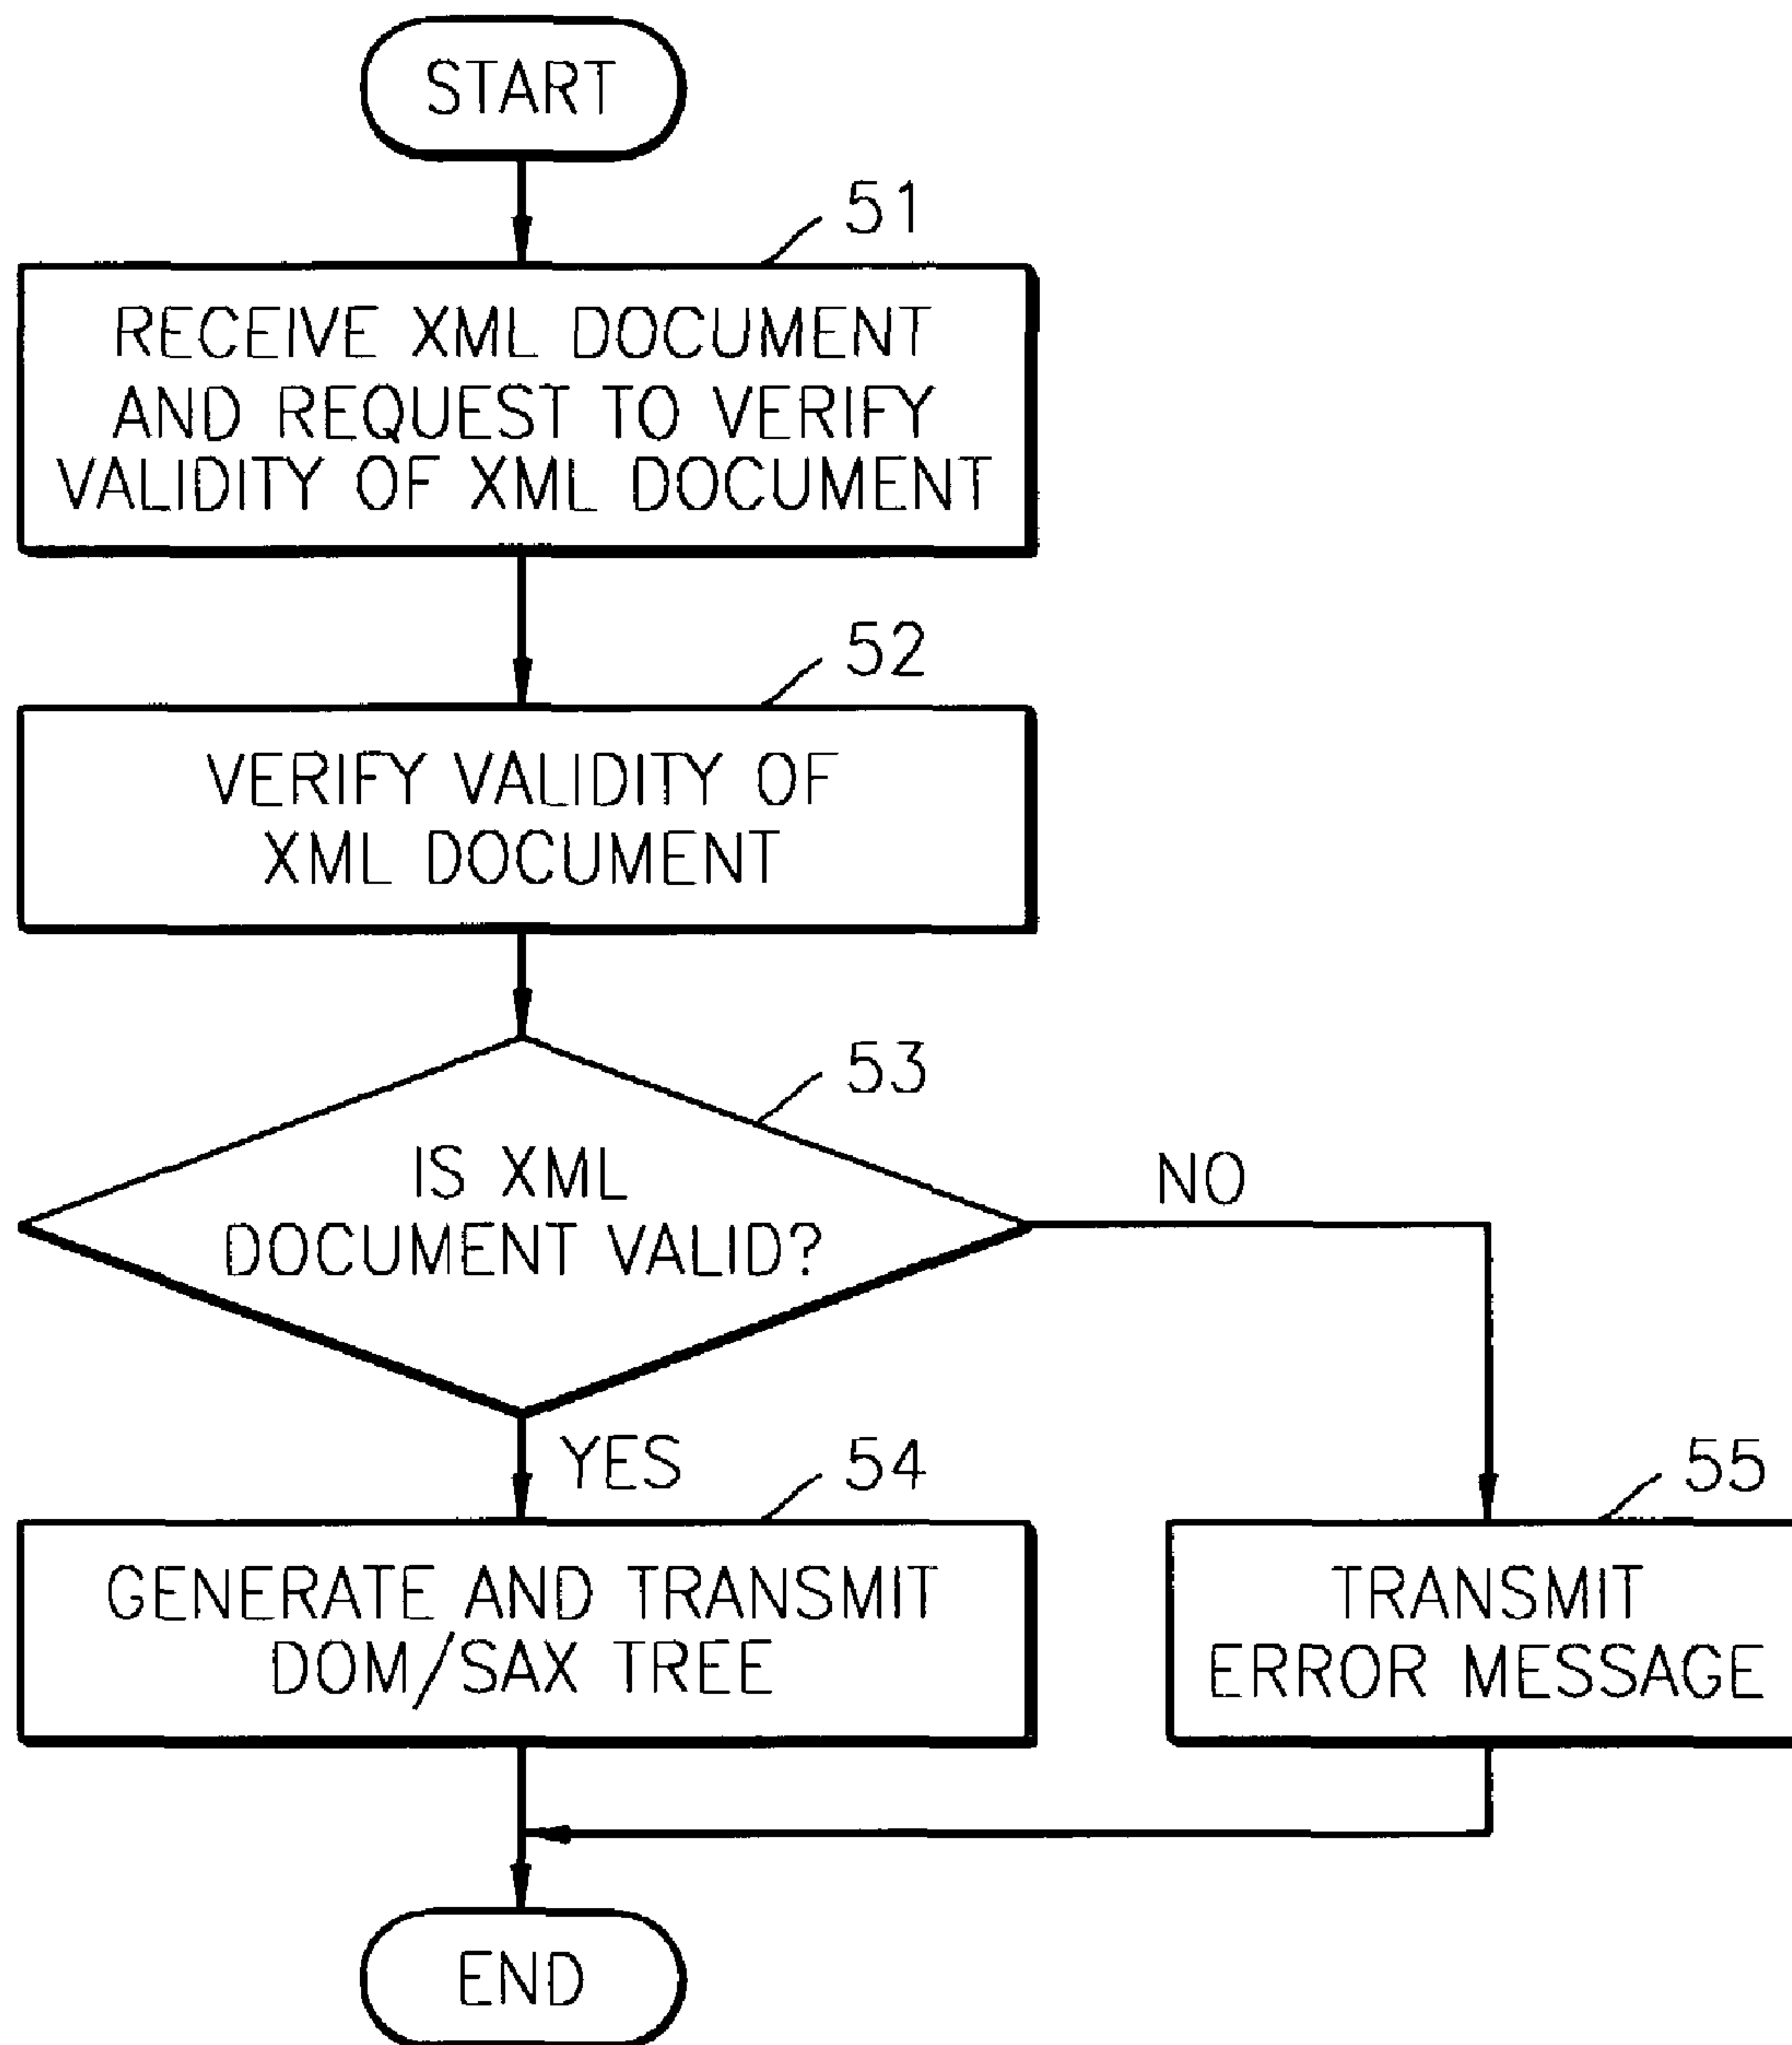 START
51
RECEIVE XML DOCUMENT
AND REQUEST TO VERIFY
VALIDITY OF XML DOCUMENT
52
VERIFY VALIDITY OF
XML DOCUMENT
53
IS XML
DOCUMENT VALID?
NO
YES
54
55
GENERATE AND TRANSMIT
DOM/SAX TREE
TRANSMIT
ERROR MESSAGE
END